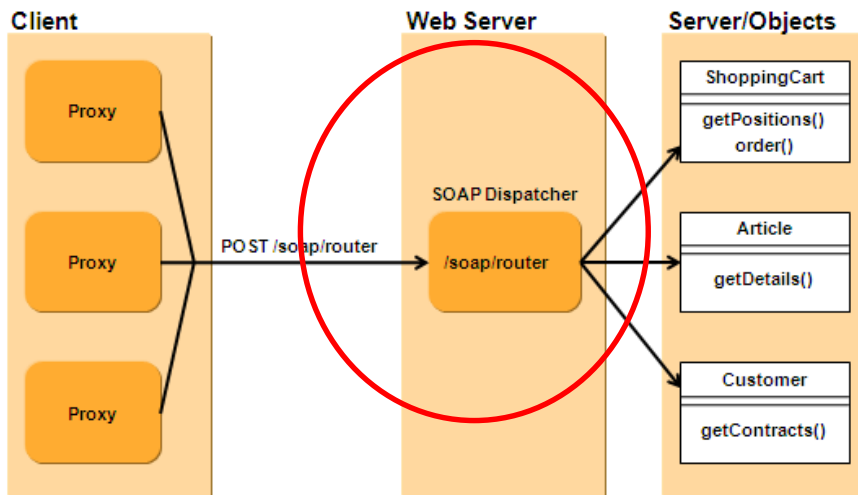 Client
Web Server
Server/Objects
Proxy
Proxy
Proxy
POST /soap/router
SOAP Dispatcher
/soap/router
ShoppingCart
getPositions()
order()
Article
getDetails()
Customer
getContracts()